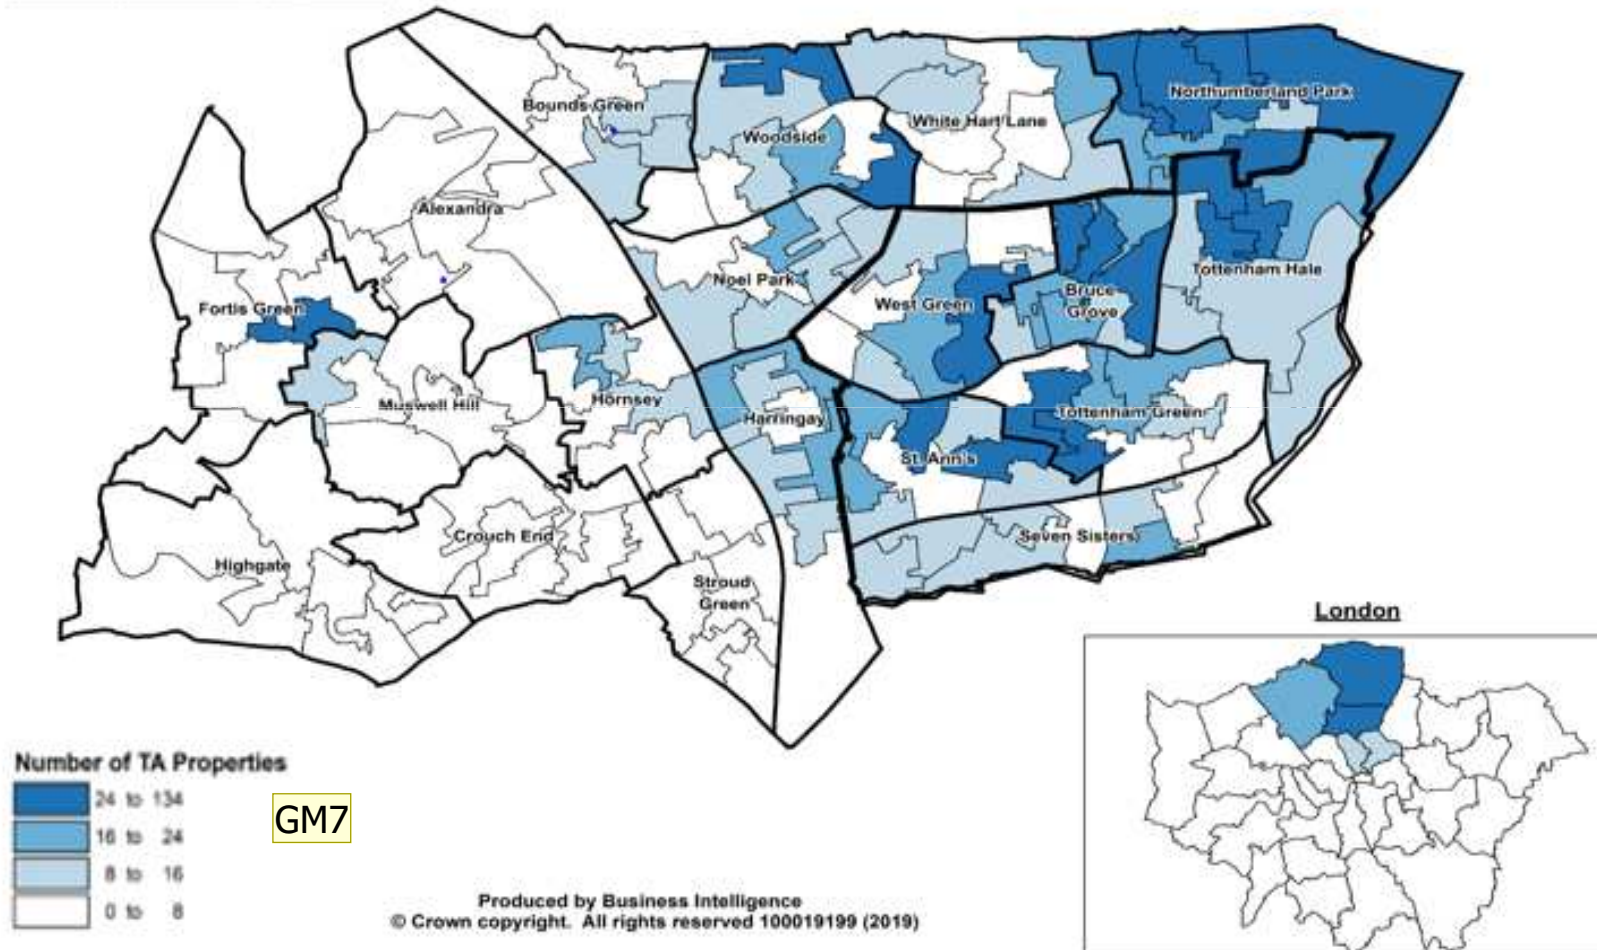 Bounds Green
Woodside
White Hart Lane
Northumberland Park
Alexandra
Noel Park
West Green
Bruce
Grove
Tottenham Hale
Fortis Green
Muswell Hill
Hornsey
Harringay
St. Ann's
Tottenham Green
Highgate
Crouch End
Stroud
Green
Seven Sisters
London
Number of TA Properties
24 to 134
16 to 24
8 to 16
0 to 8
GM7
Produced by Business Intelligence
© Crown copyright. All rights reserved 100019199 (2019)